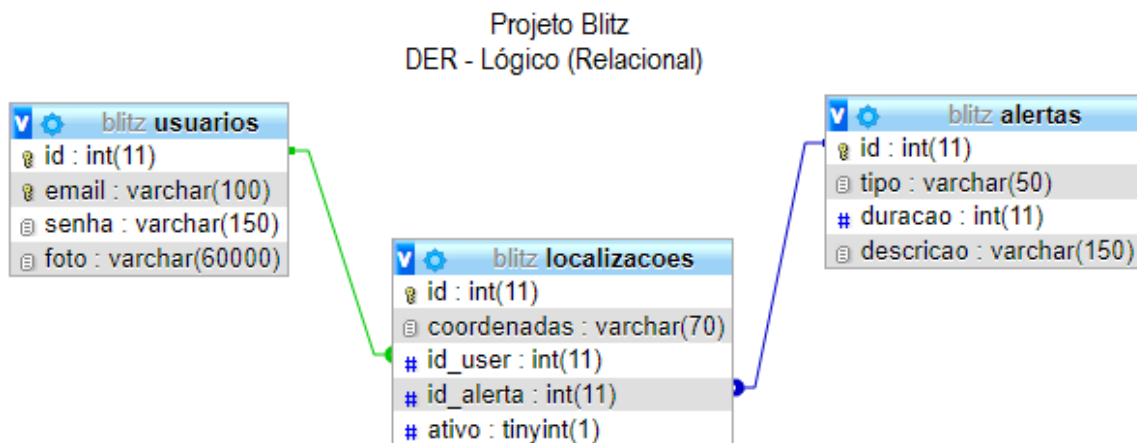 Projeto Blitz
DER - Lógico (Relacional)
v blitz usuarios
id : int(11)
email : varchar(100)
senha : varchar(150)
foto : varchar(60000)
v blitz localizacoes
id : int(11)
coordenadas : varchar(70)
# id_user : int(11)
# id_alerta : int(11)
# ativo : tinyint(1)
v blitz alertas
id : int(11)
tipo : varchar(50)
# duracao : int(11)
descricao : varchar(150)